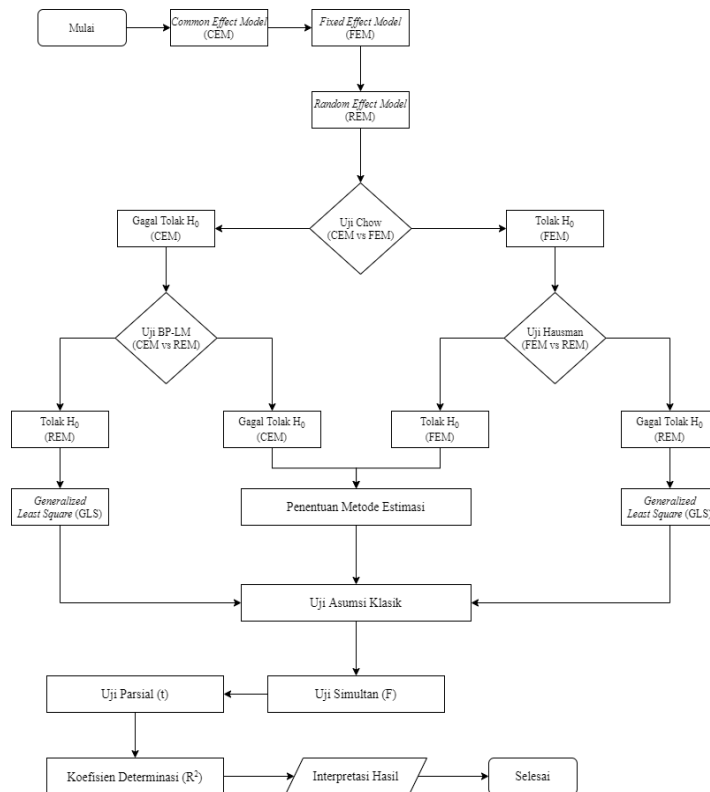 Mulai
Common Effect Model
(CEM)
Fixed Effect Model
(FEM)
Random Effect Model
(REM)
Uji Chow
(CEM vs FEM)
Gagal Tolak H₀
(CEM)
Tolak H₀
(FEM)
Uji BP-LM
(CEM vs REM)
Uji Hausman
(FEM vs REM)
Tolak H₀
(REM)
Gagal Tolak H₀
(CEM)
Tolak H₀
(FEM)
Gagal Tolak H₀
(REM)
Generalized
Least Square (GLS)
Penentuan Metode Estimasi
Generalized
Least Square (GLS)
Uji Asumsi Klasik
Uji Parsial (t)
Uji Simultan (F)
Koefisien Determinasi (R²)
Interpretasi Hasil
Selesai